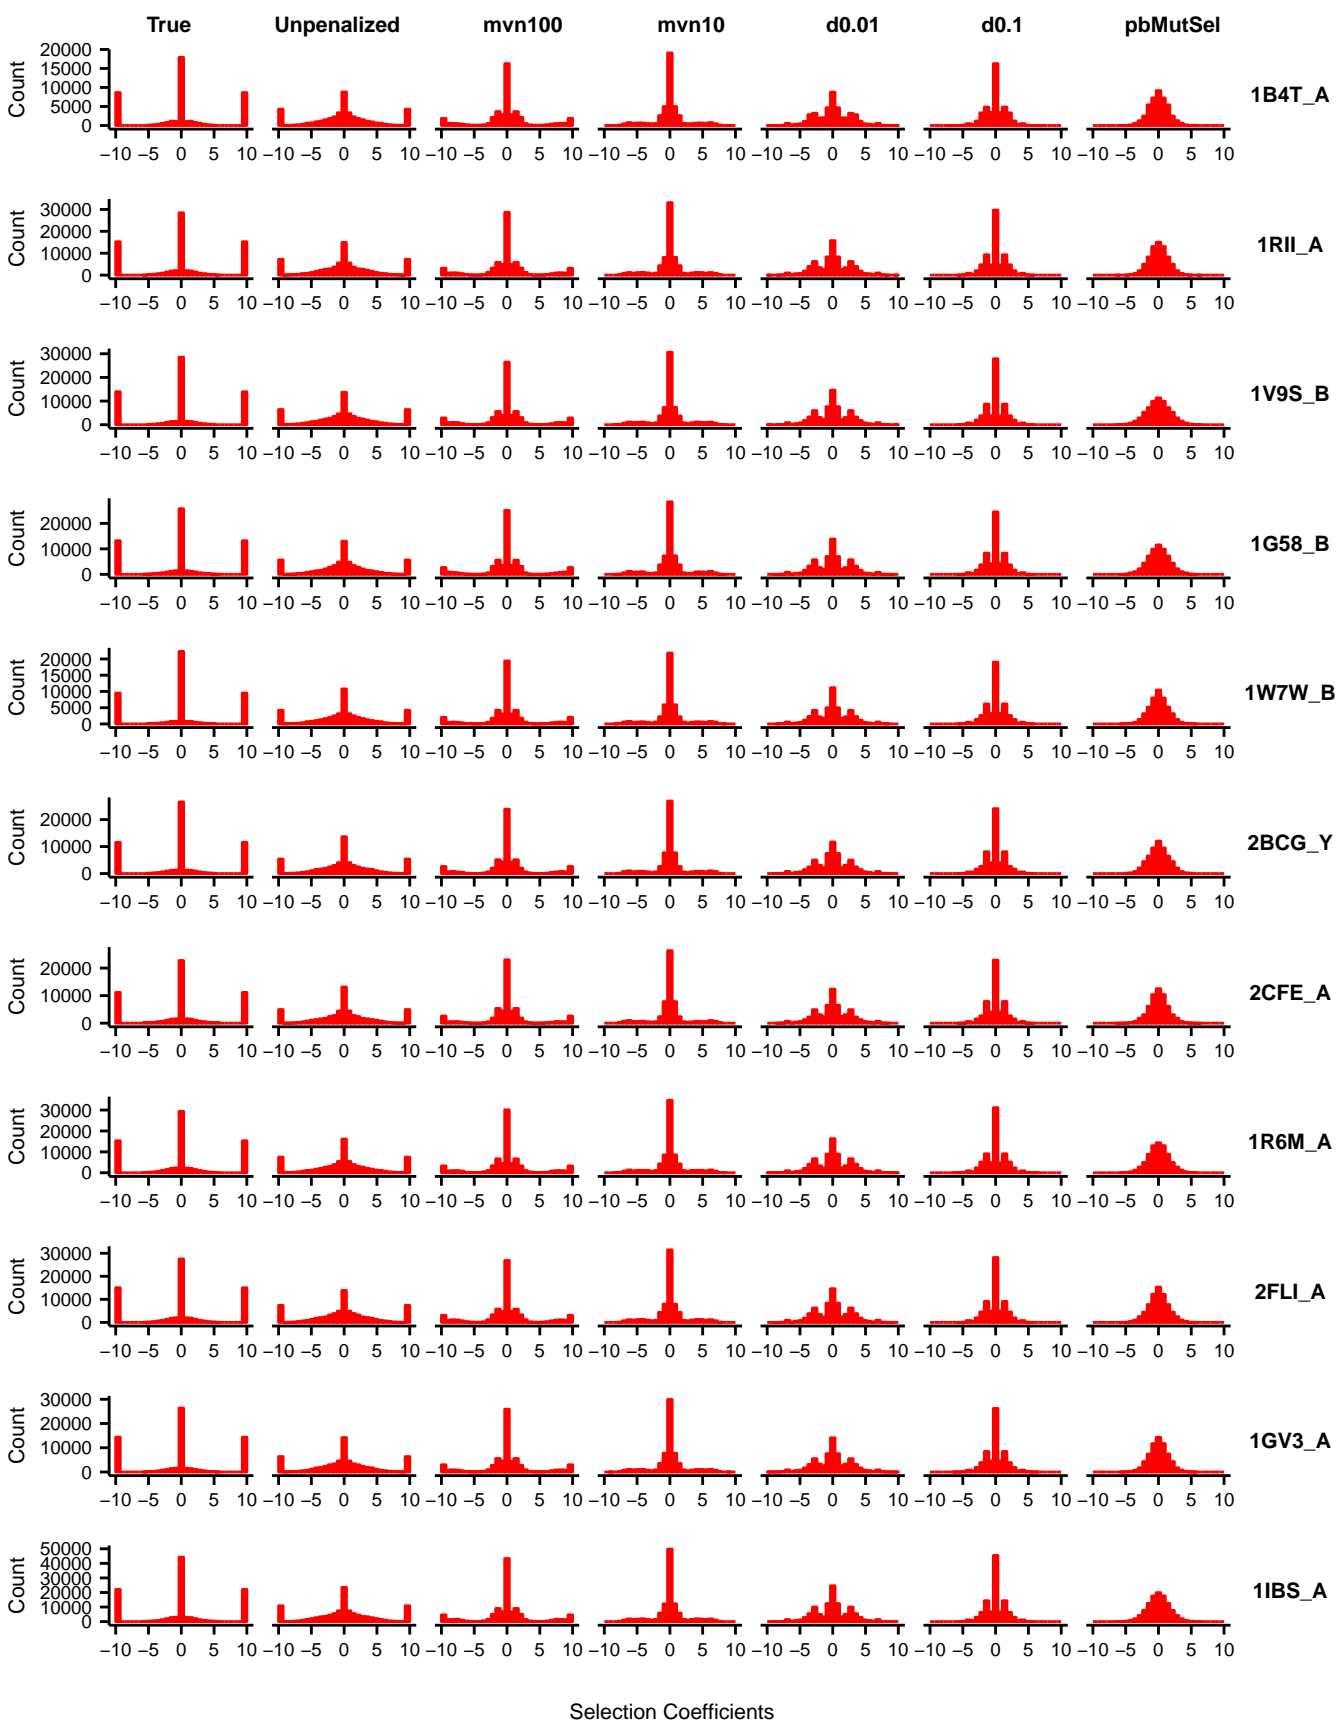 True Unpenalized mvn100 mvn10 d0.01 d0.1 pbMutSel
20000
15000
10000
5000
0
Count
1B4T_A
−10 −5 0 5 10 −10 −5 0 5 10 −10 −5 0 5 10 −10 −5 0 5 10 −10 −5 0 5 10 −10 −5 0 5 10 −10 −5 0 5 10
30000
20000
10000
0
Count
1RII_A
−10 −5 0 5 10 −10 −5 0 5 10 −10 −5 0 5 10 −10 −5 0 5 10 −10 −5 0 5 10 −10 −5 0 5 10 −10 −5 0 5 10
30000
20000
10000
0
Count
1V9S_B
−10 −5 0 5 10 −10 −5 0 5 10 −10 −5 0 5 10 −10 −5 0 5 10 −10 −5 0 5 10 −10 −5 0 5 10 −10 −5 0 5 10
20000
10000
0
Count
1G58_B
−10 −5 0 5 10 −10 −5 0 5 10 −10 −5 0 5 10 −10 −5 0 5 10 −10 −5 0 5 10 −10 −5 0 5 10 −10 −5 0 5 10
20000
15000
10000
5000
0
Count
1W7W_B
−10 −5 0 5 10 −10 −5 0 5 10 −10 −5 0 5 10 −10 −5 0 5 10 −10 −5 0 5 10 −10 −5 0 5 10 −10 −5 0 5 10
20000
10000
0
Count
2BCG_Y
−10 −5 0 5 10 −10 −5 0 5 10 −10 −5 0 5 10 −10 −5 0 5 10 −10 −5 0 5 10 −10 −5 0 5 10 −10 −5 0 5 10
20000
10000
0
Count
2CFE_A
−10 −5 0 5 10 −10 −5 0 5 10 −10 −5 0 5 10 −10 −5 0 5 10 −10 −5 0 5 10 −10 −5 0 5 10 −10 −5 0 5 10
30000
20000
10000
0
Count
1R6M_A
−10 −5 0 5 10 −10 −5 0 5 10 −10 −5 0 5 10 −10 −5 0 5 10 −10 −5 0 5 10 −10 −5 0 5 10 −10 −5 0 5 10
30000
20000
10000
0
Count
2FLI_A
−10 −5 0 5 10 −10 −5 0 5 10 −10 −5 0 5 10 −10 −5 0 5 10 −10 −5 0 5 10 −10 −5 0 5 10 −10 −5 0 5 10
30000
20000
10000
0
Count
1GV3_A
−10 −5 0 5 10 −10 −5 0 5 10 −10 −5 0 5 10 −10 −5 0 5 10 −10 −5 0 5 10 −10 −5 0 5 10 −10 −5 0 5 10
50000
40000
30000
20000
10000
0
Count
1IBS_A
−10 −5 0 5 10 −10 −5 0 5 10 −10 −5 0 5 10 −10 −5 0 5 10 −10 −5 0 5 10 −10 −5 0 5 10 −10 −5 0 5 10
Selection Coefficients